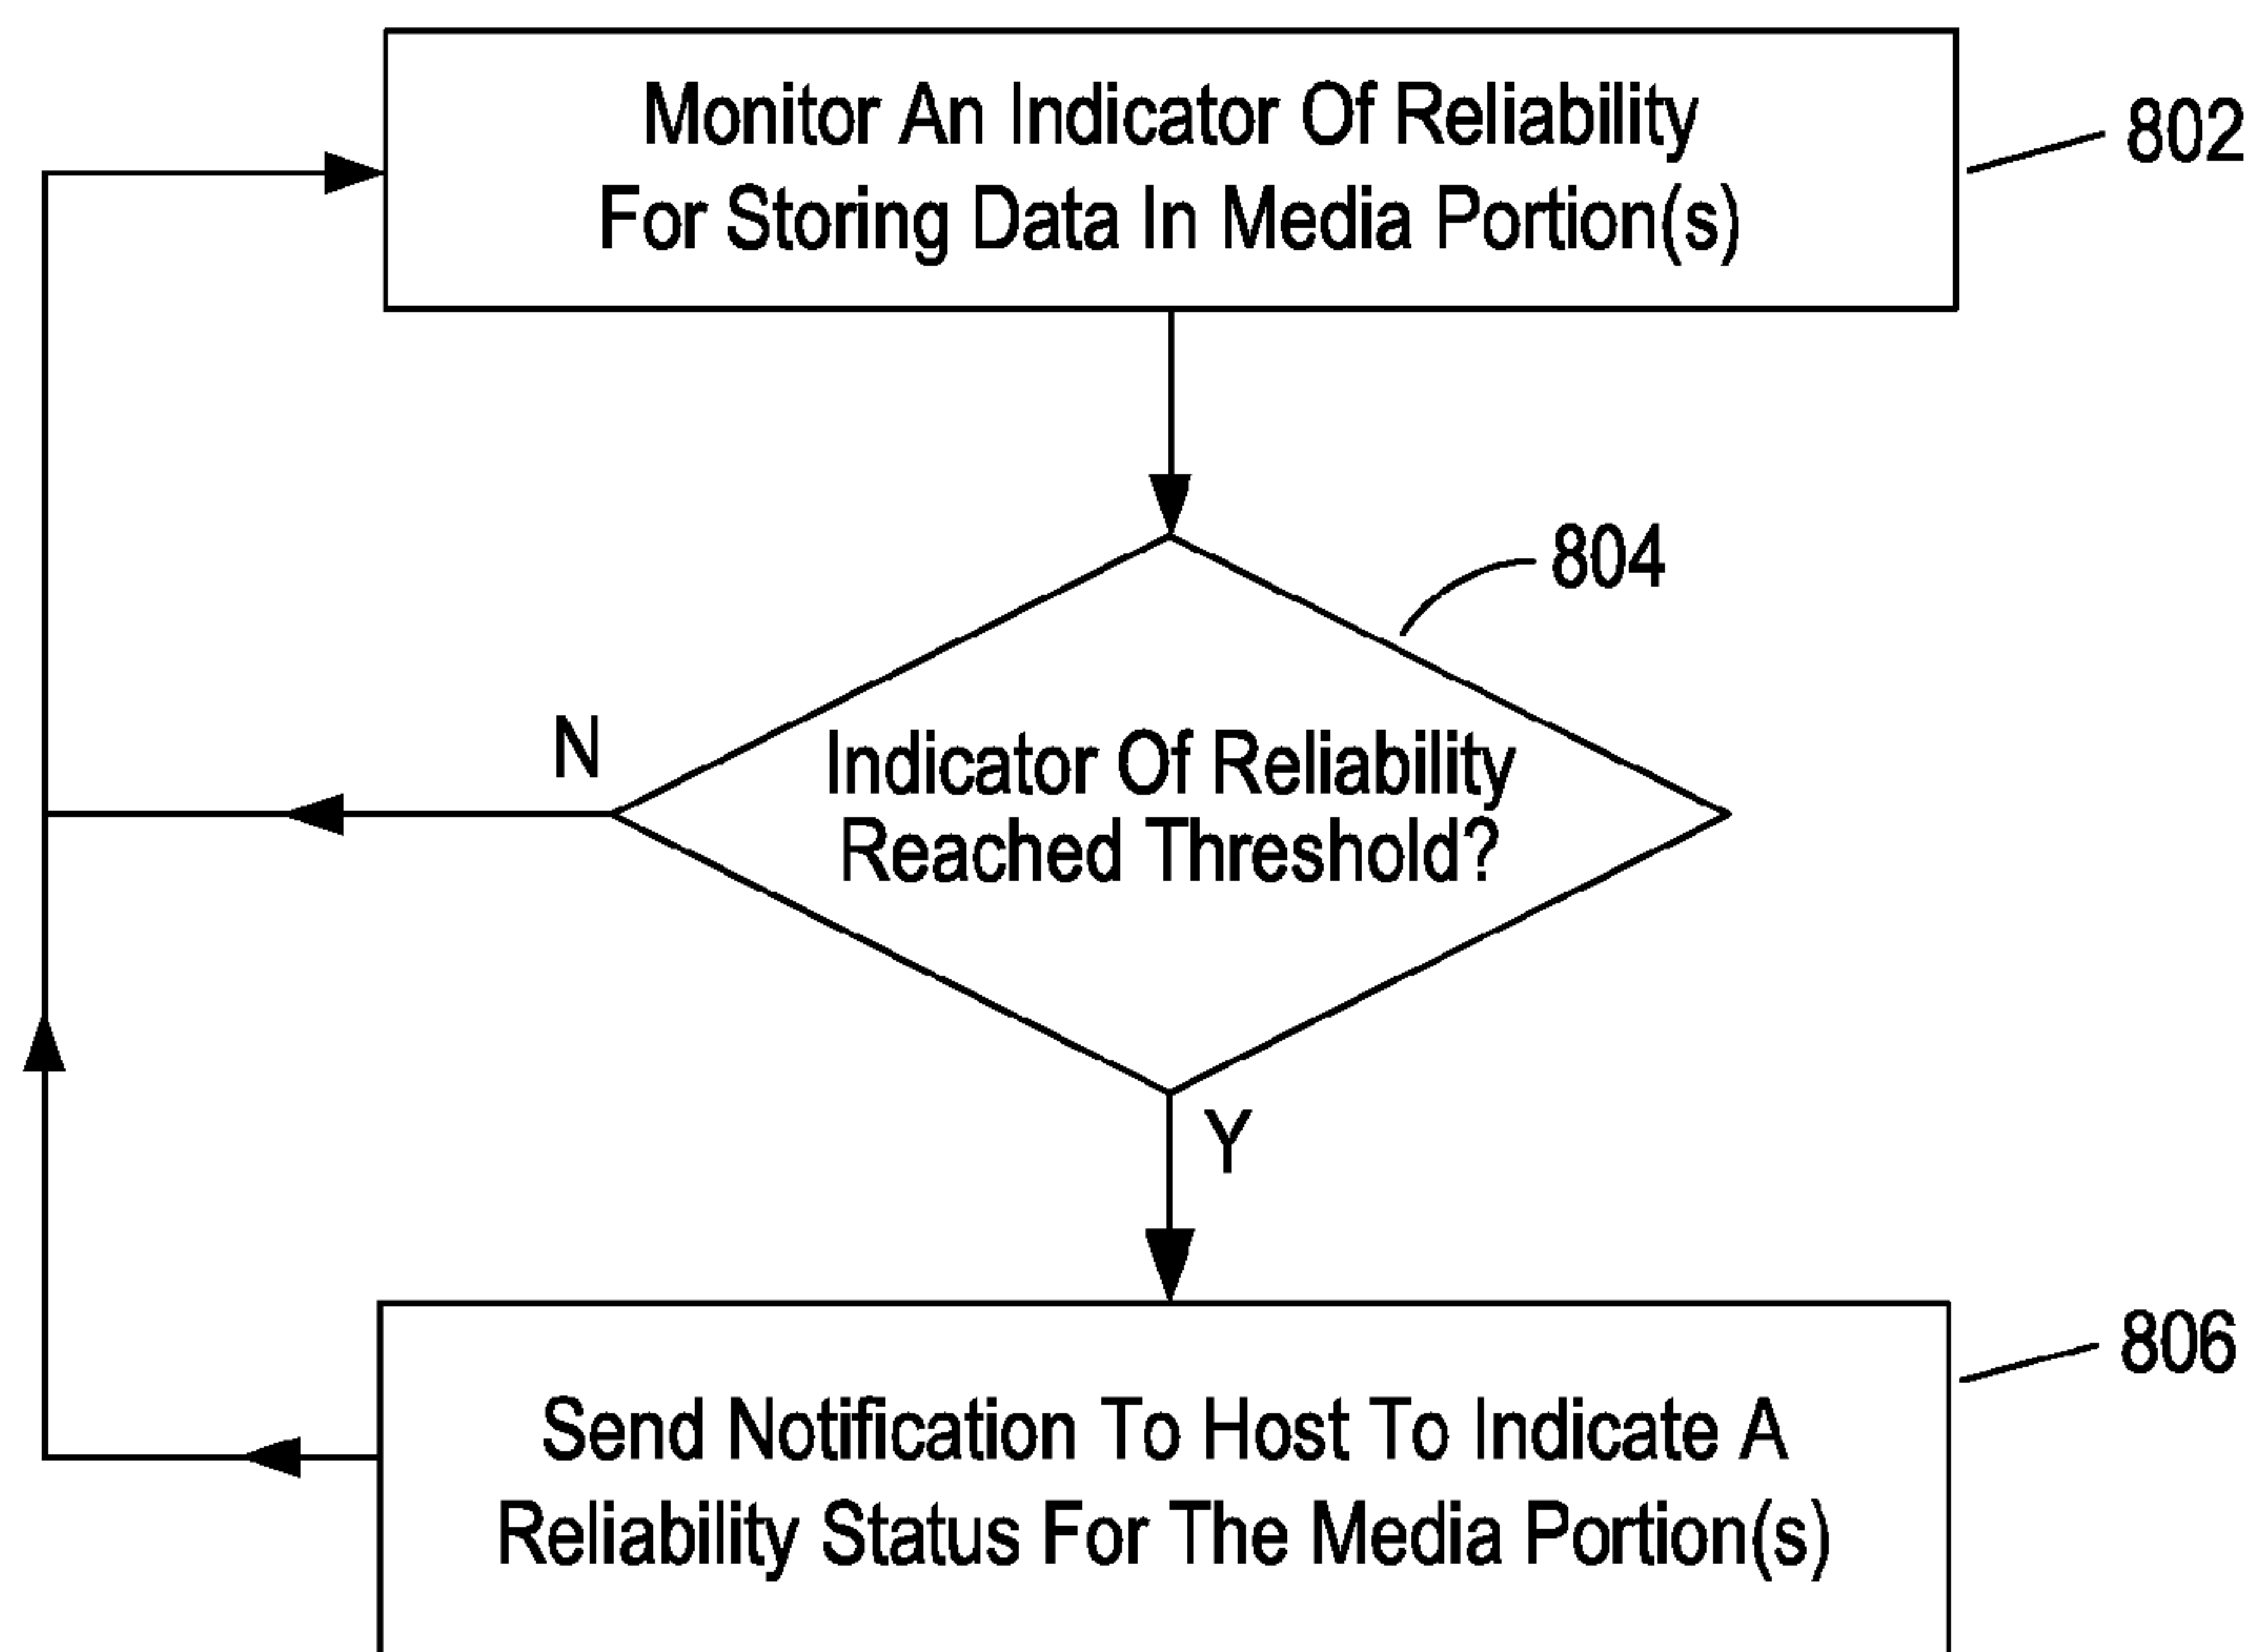 Monitor An Indicator Of Reliability
For Storing Data In Media Portion(s)
802
804
N
Indicator Of Reliability
Reached Threshold?
Y
806
Send Notification To Host To Indicate A
Reliability Status For The Media Portion(s)